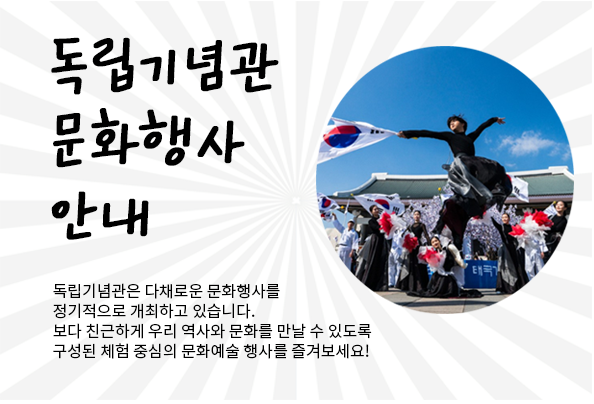 독립기념관
문화행사
안내
독립기념관은 다채로운 문화행사를
정기적으로 개최하고 있습니다.
보다 친근하게 우리 역사와 문화를 만날 수 있도록
구성된 체험 중심의 문화예술 행사를 즐겨보세요!